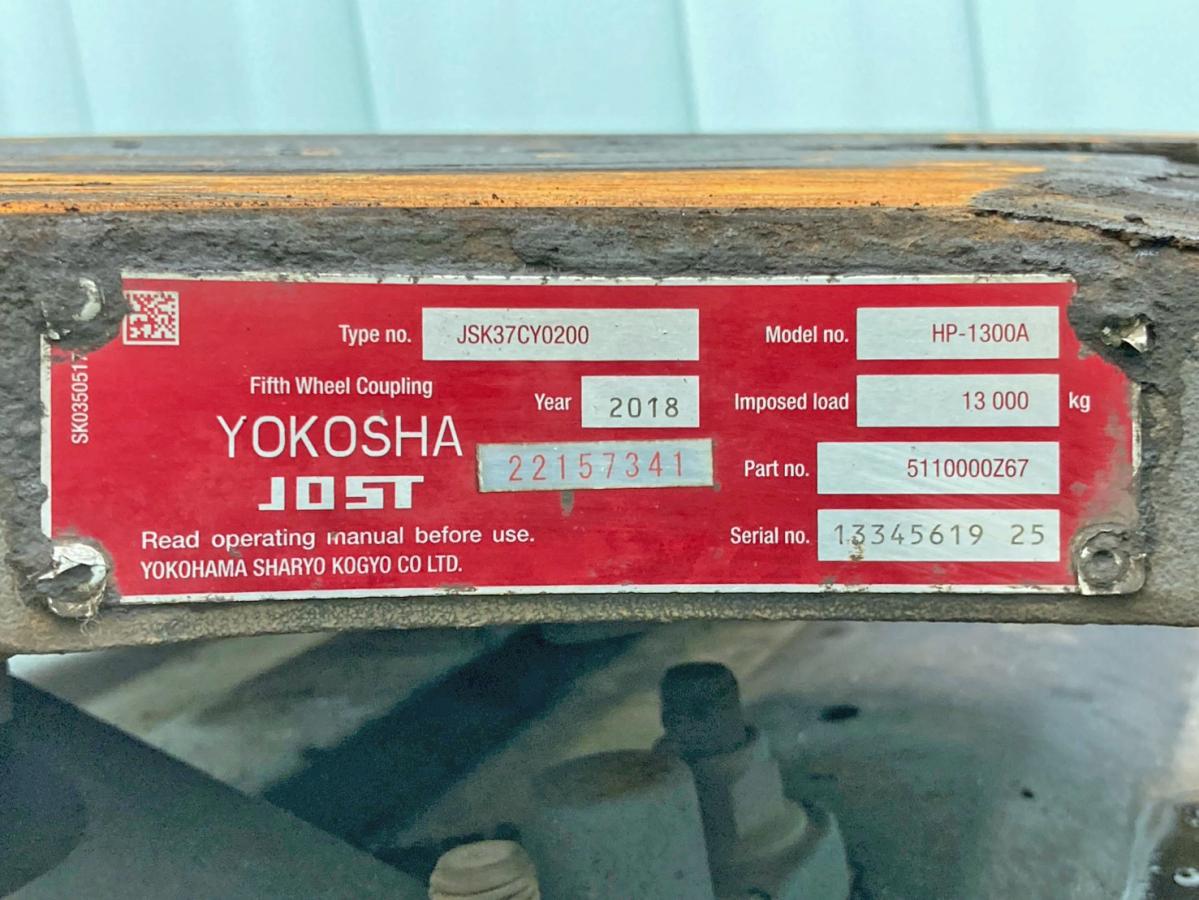 Type no. JSK37CY0200 Model no. HP-1300A
SK0350517
Fifth Wheel Coupling Year 2018 Imposed load 13 000 kg
YOKOSHA 22157341 Part no. 5110000Z67
JOST
Read operating manual before use. Serial no. 13345619 25
YOKOHAMA SHARYO KOGYO CO LTD.